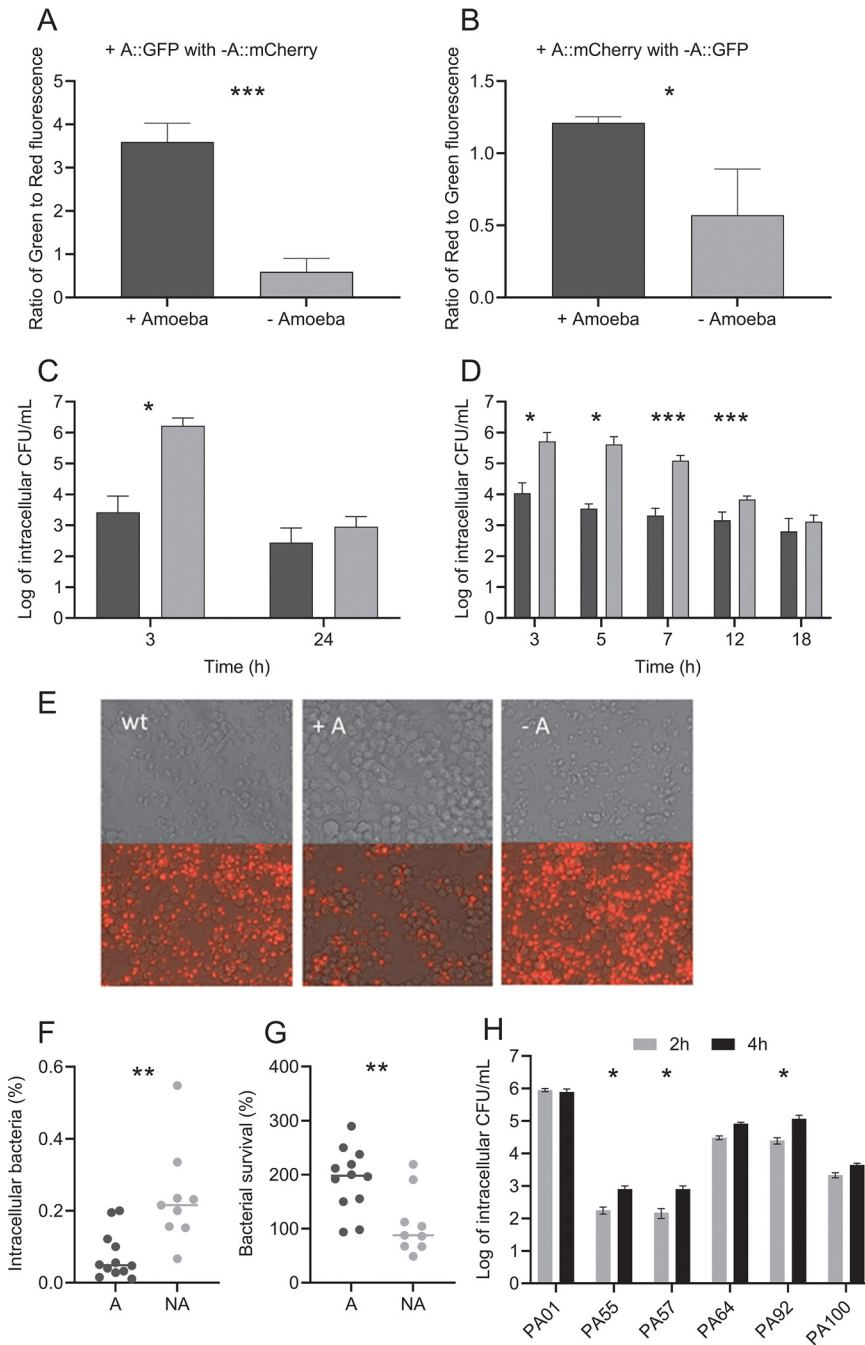 A
+ A::GFP with -A::mCherry
Ratio of Green to Red fluorescence
5
4
3
2
1
0
***
+ Amoeba
- Amoeba
B
+ A::mCherry with -A::GFP
Ratio of Red to Green fluorescence
1.5
1.0
0.5
0.0
*
+ Amoeba
- Amoeba
C
Log of intracellular CFU/mL
7
6
5
4
3
2
1
0
*
3
24
Time (h)
D
Log of intracellular CFU/mL
7
6
5
4
3
2
1
0
*
*
***
***
3
5
7
12
18
Time (h)
E
wt
+ A
- A
F
Intracellular bacteria (%)
0.6
0.4
0.2
0.0
**
A
NA
G
Bacterial survival (%)
400
300
200
100
0
**
A
NA
H
2h
4h
Log of intracellular CFU/mL
7
6
5
4
3
2
1
0
*
*
*
PA01
PA55
PA57
PA64
PA92
PA100